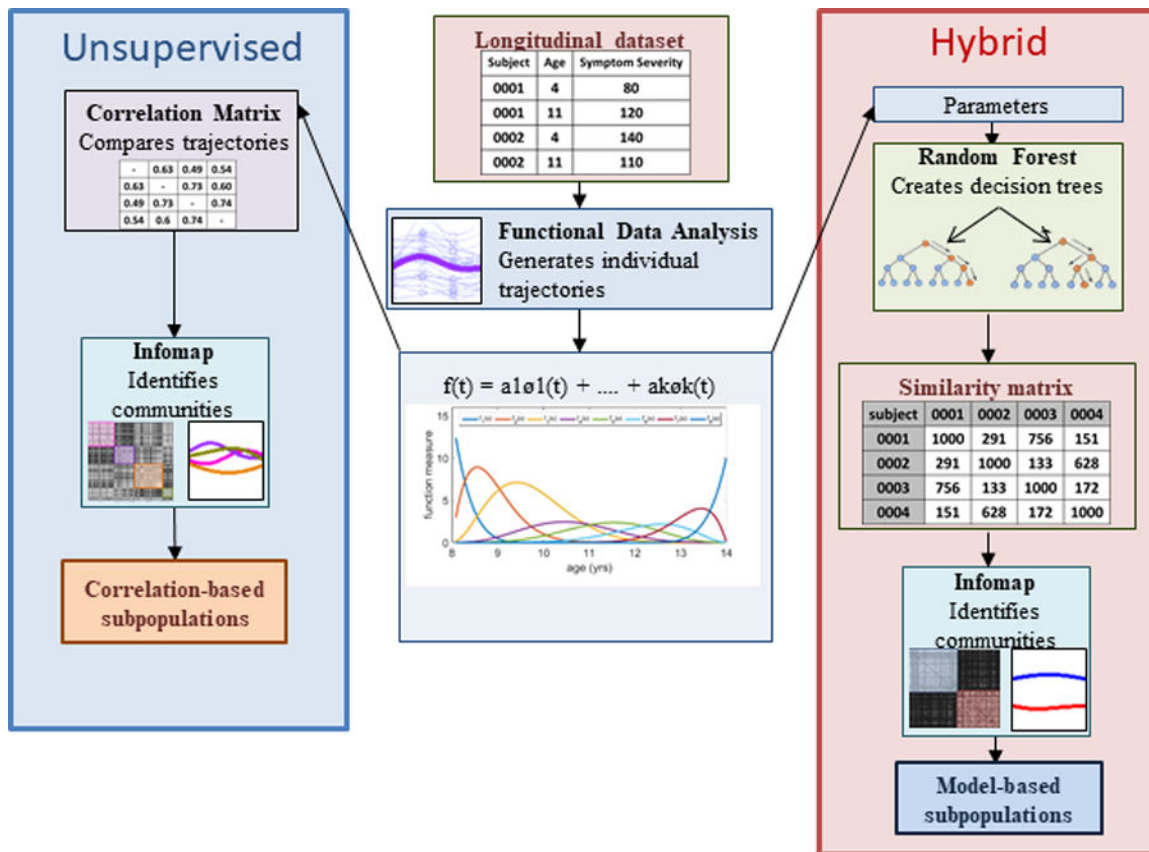 Unsupervised
Correlation Matrix
Compares trajectories
- 0.63 0.49 0.54
0.63 - 0.73 0.60
0.49 0.73 - 0.74
0.54 0.6 0.74 -
Infomap
Identifies
communities
Correlation-based
subpopulations
Longitudinal dataset
Subject Age Symptom Severity
0001 4 80
0001 11 120
0002 4 140
0002 11 110
Functional Data Analysis
Generates individual
trajectories
f(t) = a1ø1(t) + .... + akøk(t)
15
10
5
0
function measure
8 9 10 11 12 13 14
age (yrs)
Hybrid
Parameters
Random Forest
Creates decision trees
Similarity matrix
subject 0001 0002 0003 0004
0001 1000 291 756 151
0002 291 1000 133 628
0003 756 133 1000 172
0004 151 628 172 1000
Infomap
Identifies
communities
Model-based
subpopulations